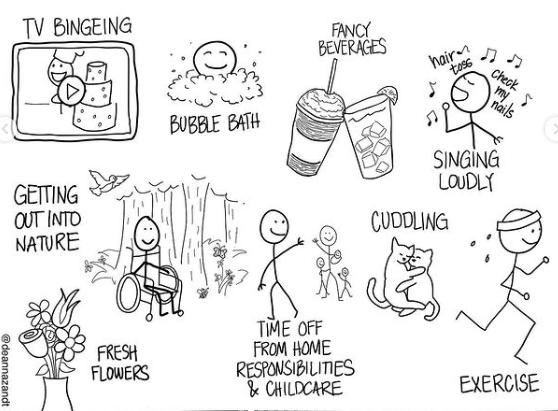 TV BINGEING
BUBBLE BATH
FANCY
BEVERAGES
hair
toss
check
my
nails
SINGING
LOUDLY
GETTING
OUT INTO
NATURE
FRESH
FLOWERS
TIME OFF
FROM HOME
RESPONSIBILITIES
& CHILDCARE
CUDDLING
EXERCISE
@deannazandt